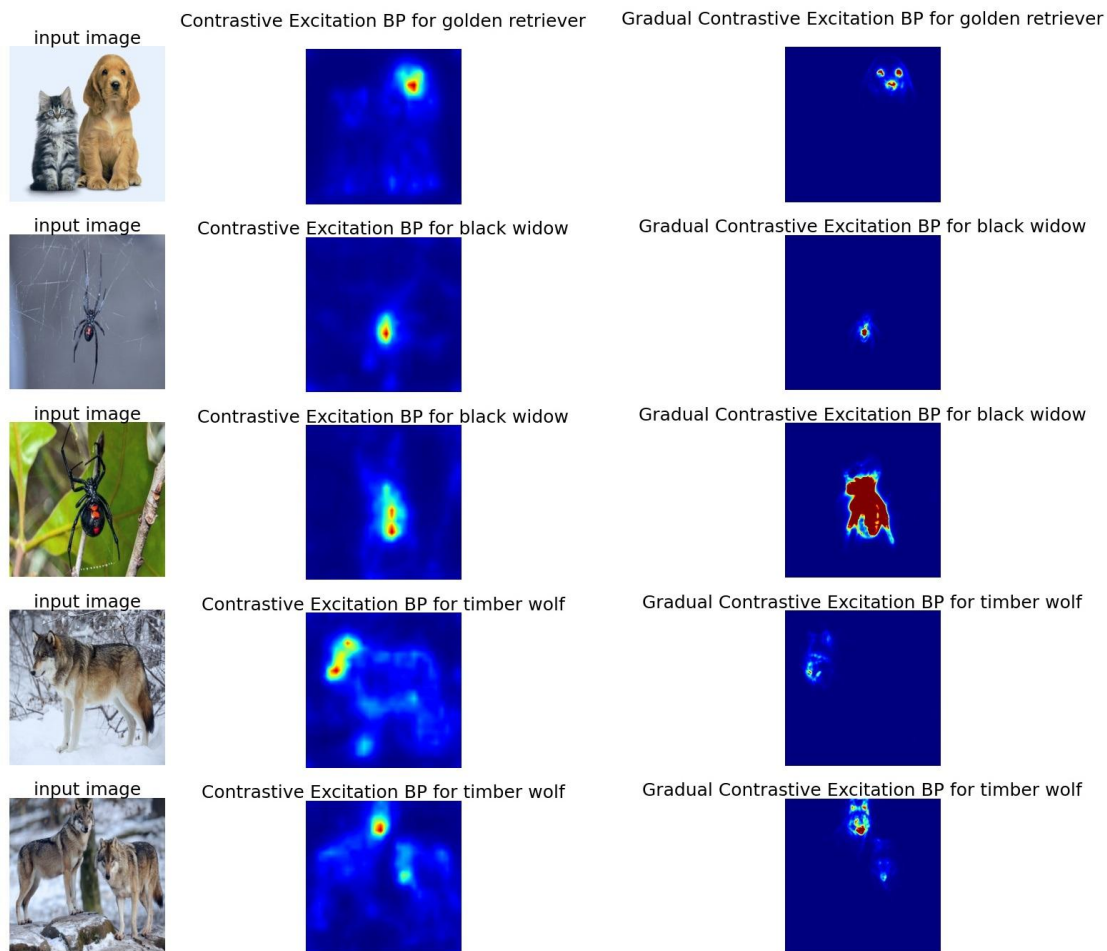 input image
Contrastive Excitation BP for golden retriever
Gradual Contrastive Excitation BP for golden retriever
input image
Contrastive Excitation BP for black widow
Gradual Contrastive Excitation BP for black widow
input image
Contrastive Excitation BP for black widow
Gradual Contrastive Excitation BP for black widow
input image
Contrastive Excitation BP for timber wolf
Gradual Contrastive Excitation BP for timber wolf
input image
Contrastive Excitation BP for timber wolf
Gradual Contrastive Excitation BP for timber wolf